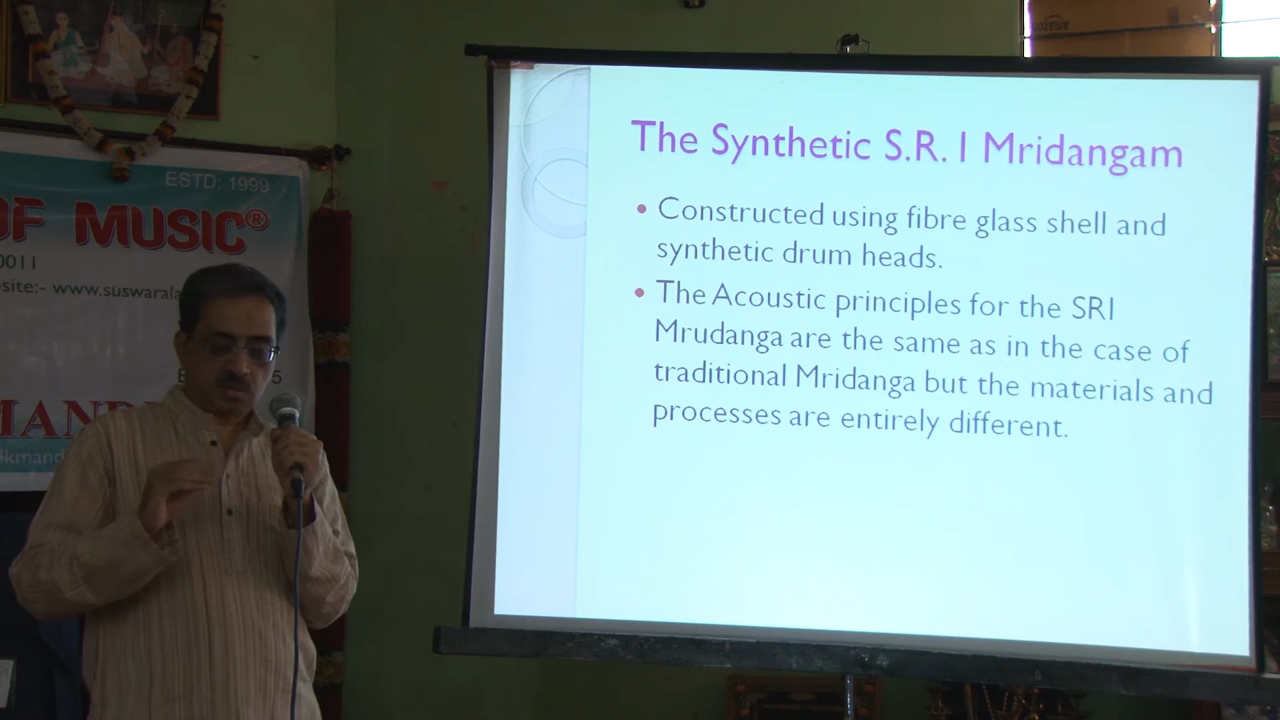 ESTD: 1999
OF MUSIC®
0011
site:- www.suswarala
5
MAND
lkmand
The Synthetic S.R. I Mridangam
• Constructed using fibre glass shell and
synthetic drum heads.
• The Acoustic principles for the SRI
Mrudanga are the same as in the case of
traditional Mridanga but the materials and
processes are entirely different.